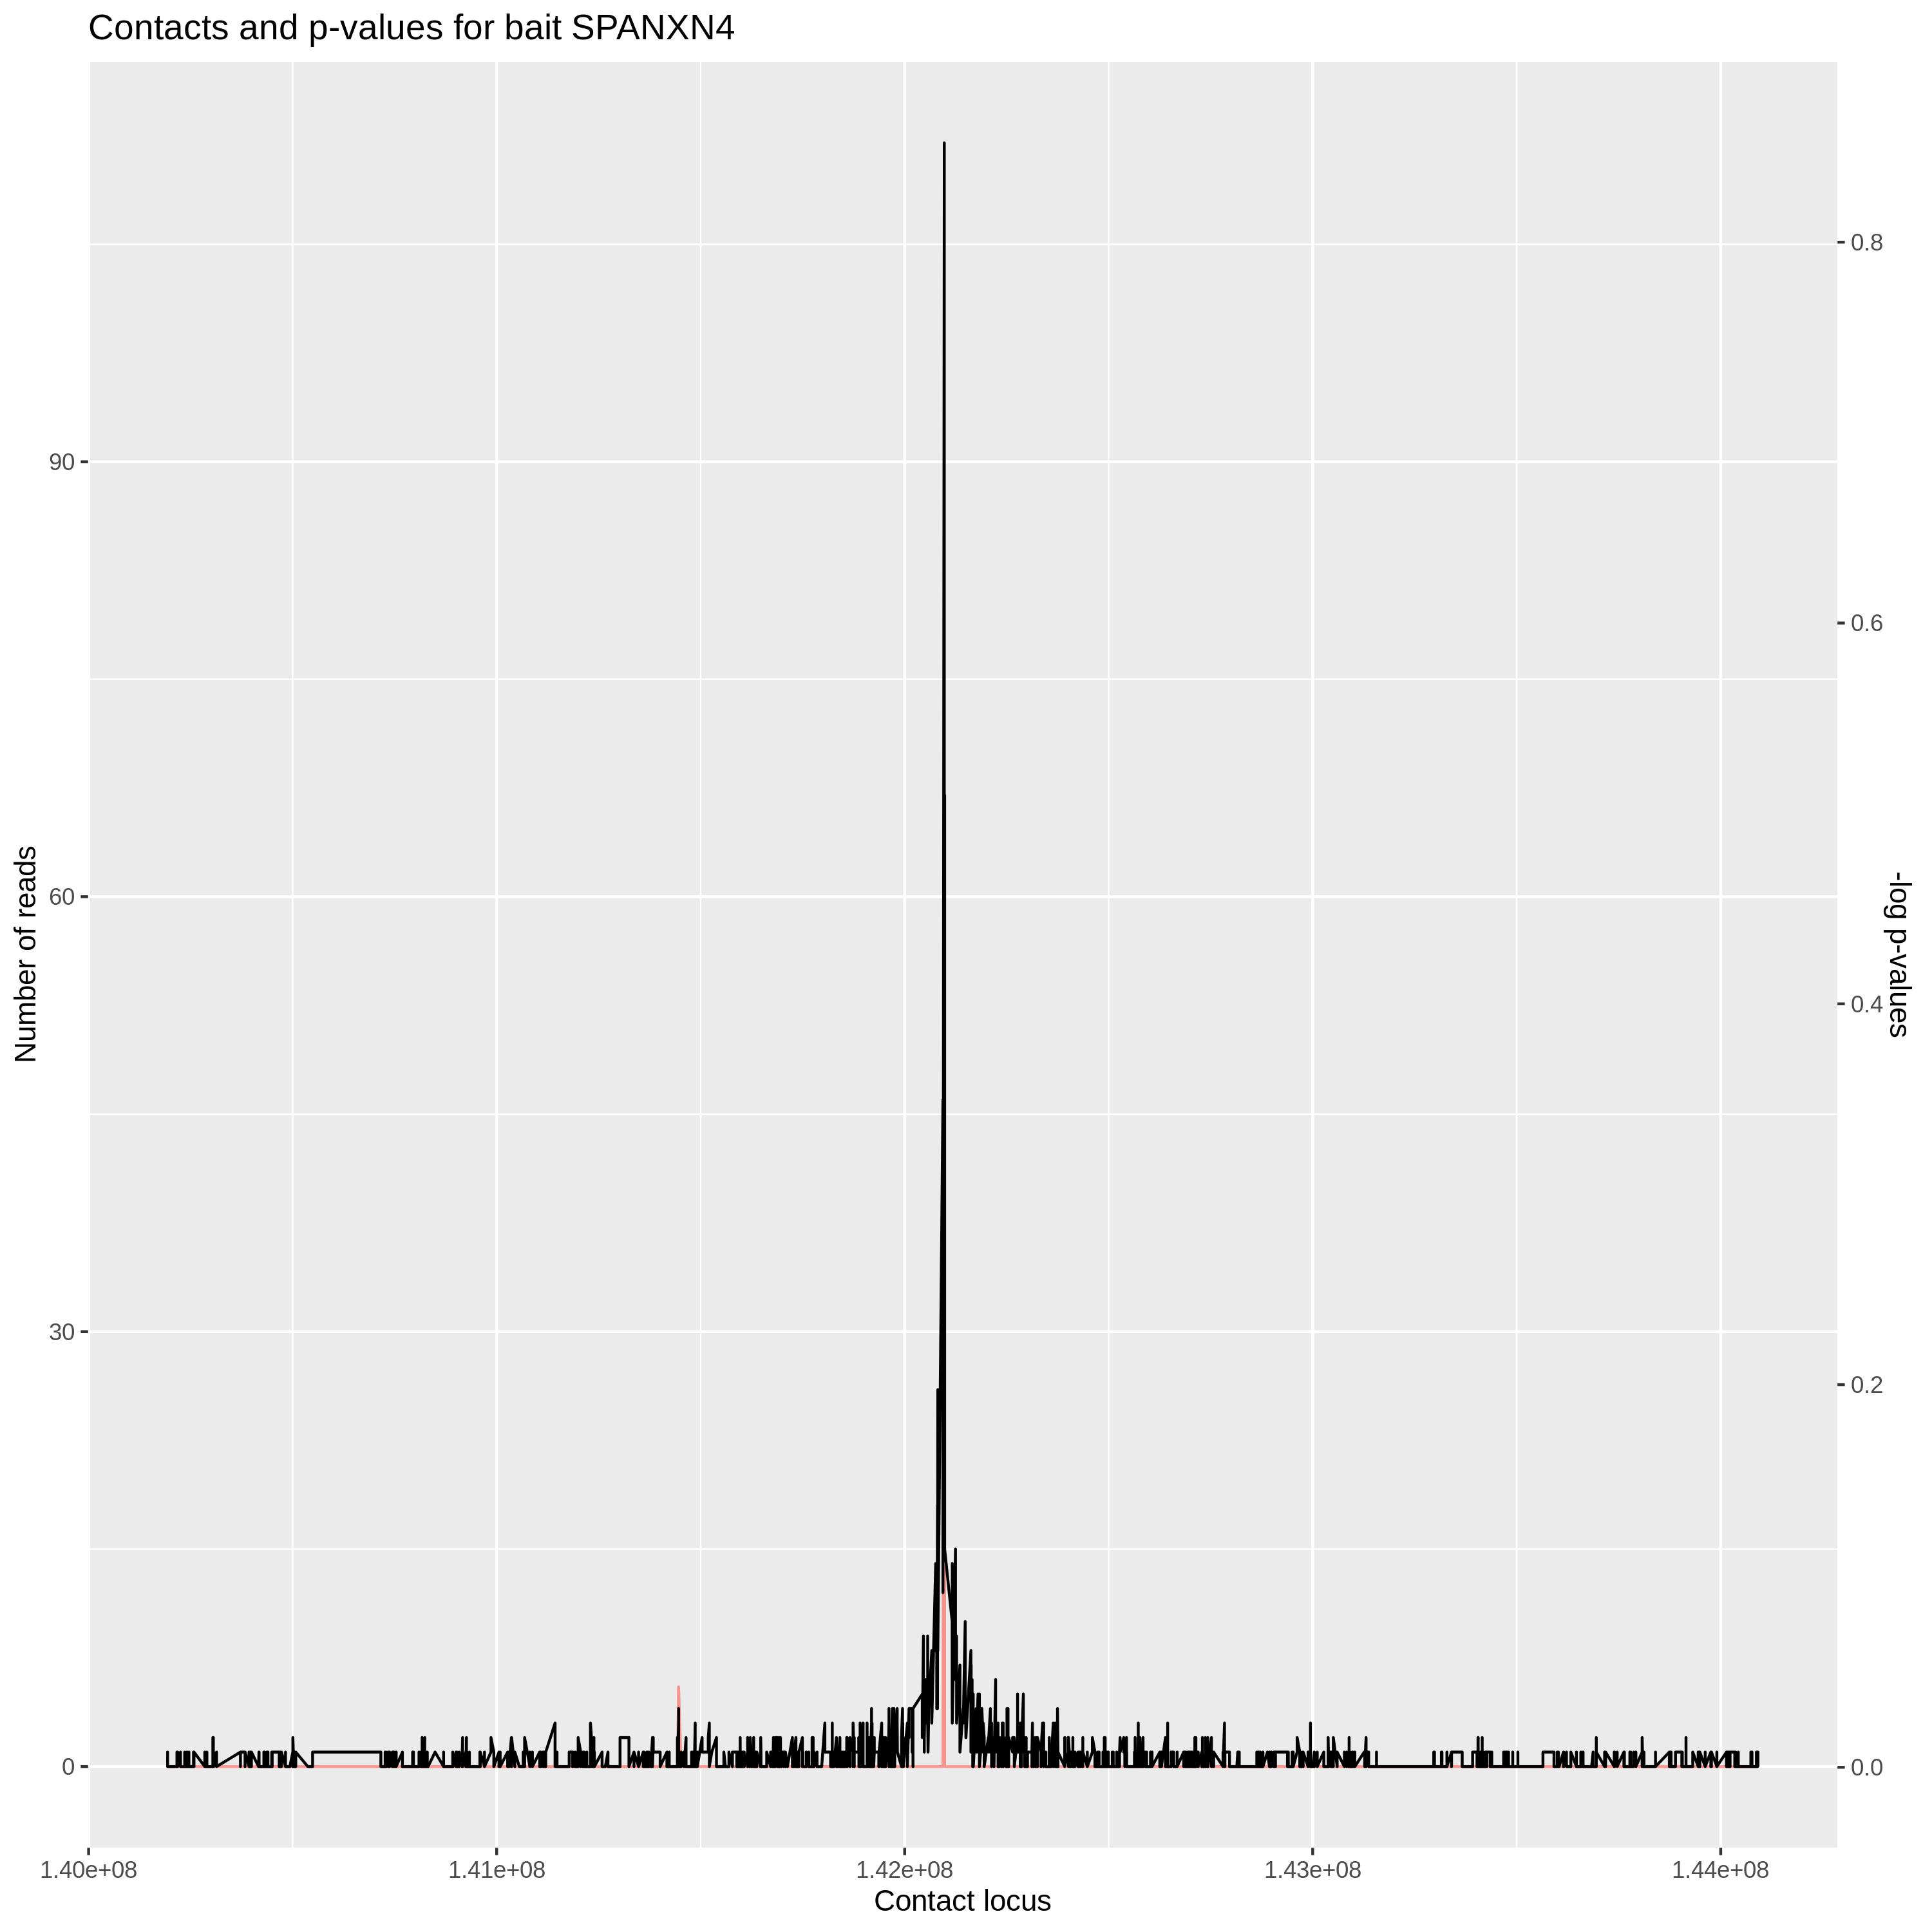 Contacts and p-values for bait SPANXN4
90
60
30
0
Number of reads
0.8
0.6
0.4
0.2
0.0
-log p-values
1.40e+08
1.41e+08
1.42e+08
1.43e+08
1.44e+08
Contact locus